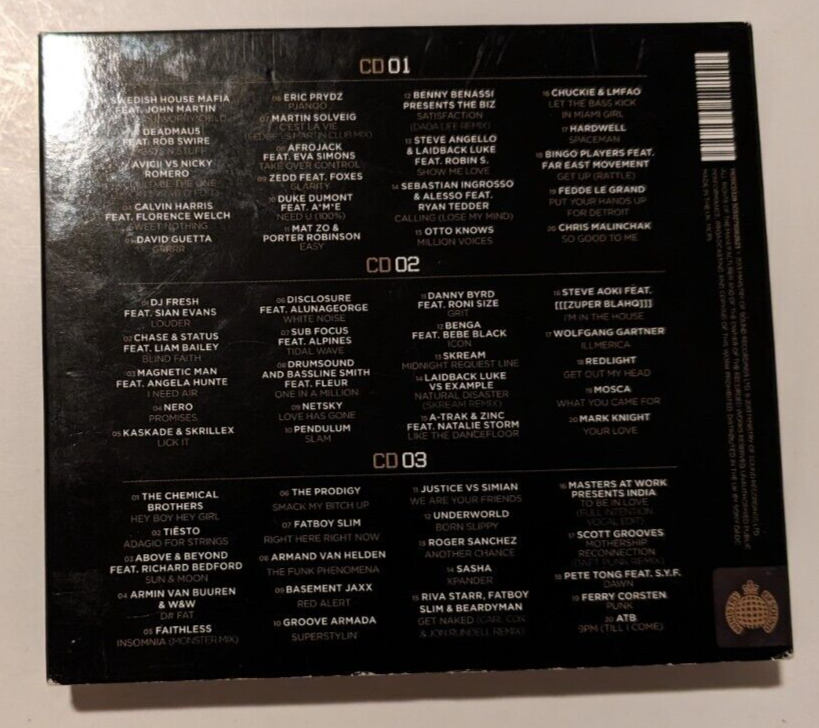 CD 01
SWEDISH HOUSE MAFIA
FEAT. JOHN MARTIN
DEADMAU5
FEAT. ROB SWIRE
AVICII VS NICKY
ROMERO
04 CALVIN HARRIS
FEAT. FLORENCE WELCH
SWEET NOTHING
05 DAVID GUETTA
GRRRR
06 ERIC PRYDZ
PJANOO
07 MARTIN SOLVEIG
C'EST LA VIE
08 AFROJACK
FEAT. EVA SIMONS
TAKE OVER CONTROL
09 ZEDD FEAT. FOXES
CLARITY
10 DUKE DUMONT
FEAT. A*M*E
NEED U (100%)
11 MAT ZO &
PORTER ROBINSON
EASY
12 BENNY BENASSI
PRESENTS THE BIZ
SATISFACTION
(DADA LIFE REMIX)
13 STEVE ANGELLO
& LAIDBACK LUKE
FEAT. ROBIN S.
SHOW ME LOVE
14 SEBASTIAN INGROSSO
& ALESSO FEAT.
RYAN TEDDER
CALLING (LOSE MY MIND)
15 OTTO KNOWS
MILLION VOICES
16 CHUCKIE & LMFAO
LET THE BASS KICK
IN MIAMI GIRL
17 HARDWELL
SPACEMAN
18 BINGO PLAYERS FEAT.
FAR EAST MOVEMENT
GET UP (RATTLE)
19 FEDDE LE GRAND
PUT YOUR HANDS UP
FOR DETROIT
20 CHRIS MALINCHAK
SO GOOD TO ME
CD 02
01 DJ FRESH
FEAT. SIAN EVANS
LOUDER
02 CHASE & STATUS
FEAT. LIAM BAILEY
BLIND FAITH
03 MAGNETIC MAN
FEAT. ANGELA HUNTE
I NEED AIR
04 NERO
PROMISES
05 KASKADE & SKRILLEX
LICK IT
06 DISCLOSURE
FEAT. ALUNAGEORGE
WHITE NOISE
07 SUB FOCUS
FEAT. ALPINES
TIDAL WAVE
08 DRUMSOUND
AND BASSLINE SMITH
FEAT. FLEUR
ONE IN A MILLION
09 NETSKY
LOVE HAS GONE
10 PENDULUM
SLAM
11 DANNY BYRD
FEAT. RONI SIZE
GRIT
12 BENGA
FEAT. BEBE BLACK
ICON
13 SKREAM
MIDNIGHT REQUEST LINE
14 LAIDBACK LUKE
VS EXAMPLE
NATURAL DISASTER
(SKREAM REMIX)
15 A-TRAK & ZINC
FEAT. NATALIE STORM
LIKE THE DANCEFLOOR
16 STEVE AOKI FEAT.
[[[ZUPER BLAHQ]]]
I'M IN THE HOUSE
17 WOLFGANG GARTNER
ILLMERICA
18 REDLIGHT
GET OUT MY HEAD
19 MOSCA
WHAT YOU CAME FOR
20 MARK KNIGHT
YOUR LOVE
CD 03
01 THE CHEMICAL
BROTHERS
HEY BOY HEY GIRL
02 TIËSTO
ADAGIO FOR STRINGS
03 ABOVE & BEYOND
FEAT. RICHARD BEDFORD
SUN & MOON
04 ARMIN VAN BUUREN
& W&W
D# FAT
05 FAITHLESS
INSOMNIA (MONSTER MIX)
06 THE PRODIGY
SMACK MY BITCH UP
07 FATBOY SLIM
RIGHT HERE RIGHT NOW
08 ARMAND VAN HELDEN
THE FUNK PHENOMENA
09 BASEMENT JAXX
RED ALERT
10 GROOVE ARMADA
SUPERSTYLIN'
11 JUSTICE VS SIMIAN
WE ARE YOUR FRIENDS
12 UNDERWORLD
BORN SLIPPY
13 ROGER SANCHEZ
ANOTHER CHANCE
14 SASHA
XPANDER
15 RIVA STARR, FATBOY
SLIM & BEARDYMAN
GET NAKED (CARL COX
& JON RUNDELL REMIX)
16 MASTERS AT WORK
PRESENTS INDIA
TO BE IN LOVE
(FULL INTENTION
VOCAL EDIT)
17 SCOTT GROOVES
MOTHERSHIP
RECONNECTION
(DAFT PUNK REMIX)
18 PETE TONG FEAT. S.Y.F.
DAWN
19 FERRY CORSTEN
PUNK
20 ATB
9PM (TILL I COME)